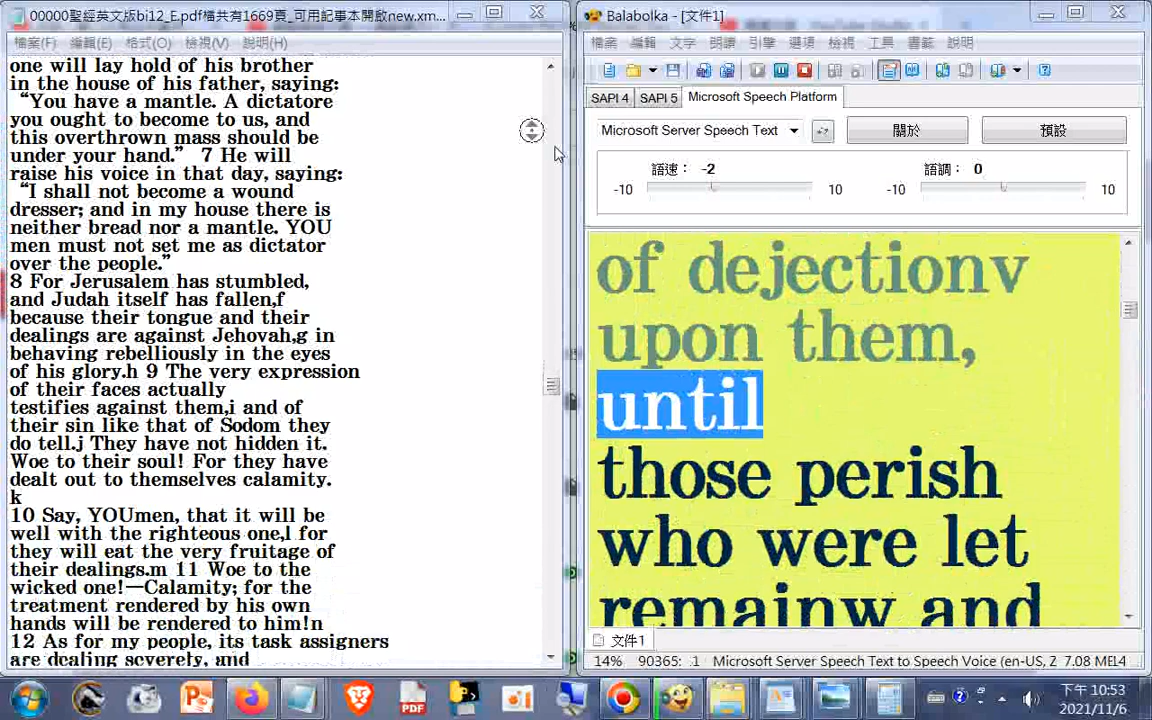 00000聖經英文版bi12_E.pdf檔共有1669頁_可用記事本開啟new.xm...
檔案(F) 編輯(E) 格式(O) 檢視(V) 說明(H)
one will lay hold of his brother
in the house of his father, saying:
“You have a mantle. A dictatore
you ought to become to us, and
this overthrown mass should be
under your hand.” 7 He will
raise his voice in that day, saying:
“I shall not become a wound
dresser; and in my house there is
neither bread nor a mantle. YOU
men must not set me as dictator
over the people.”
8 For Jerusalem has stumbled,
and Judah itself has fallen,f
because their tongue and their
dealings are against Jehovah,g in
behaving rebelliously in the eyes
of his glory.h 9 The very expression
of their faces actually
testifies against them,i and of
their sin like that of Sodom they
do tell.j They have not hidden it.
Woe to their soul! For they have
dealt out to themselves calamity.
k
10 Say, YOUmen, that it will be
well with the righteous one,l for
they will eat the very fruitage of
their dealings.m 11 Woe to the
wicked one!—Calamity; for the
treatment rendered by his own
hands will be rendered to him!n
12 As for my people, its task assigners
are dealing severely, and
Balabolka - [文件1]
檔案 編輯 文字 朗讀 引擎 選項 檢視 工具 書籤 說明
SAPI 4 SAPI 5 Microsoft Speech Platform
Microsoft Server Speech Text 關於 預設
語速： -2 語調： 0
-10 10 -10 10
of dejectionv
upon them,
until
those perish
who were let
remainw and
文件1
14% 90365: 1 Microsoft Server Speech Text to Speech Voice (en-US, 2 7.08 MB
下午 10:53
2021/11/6